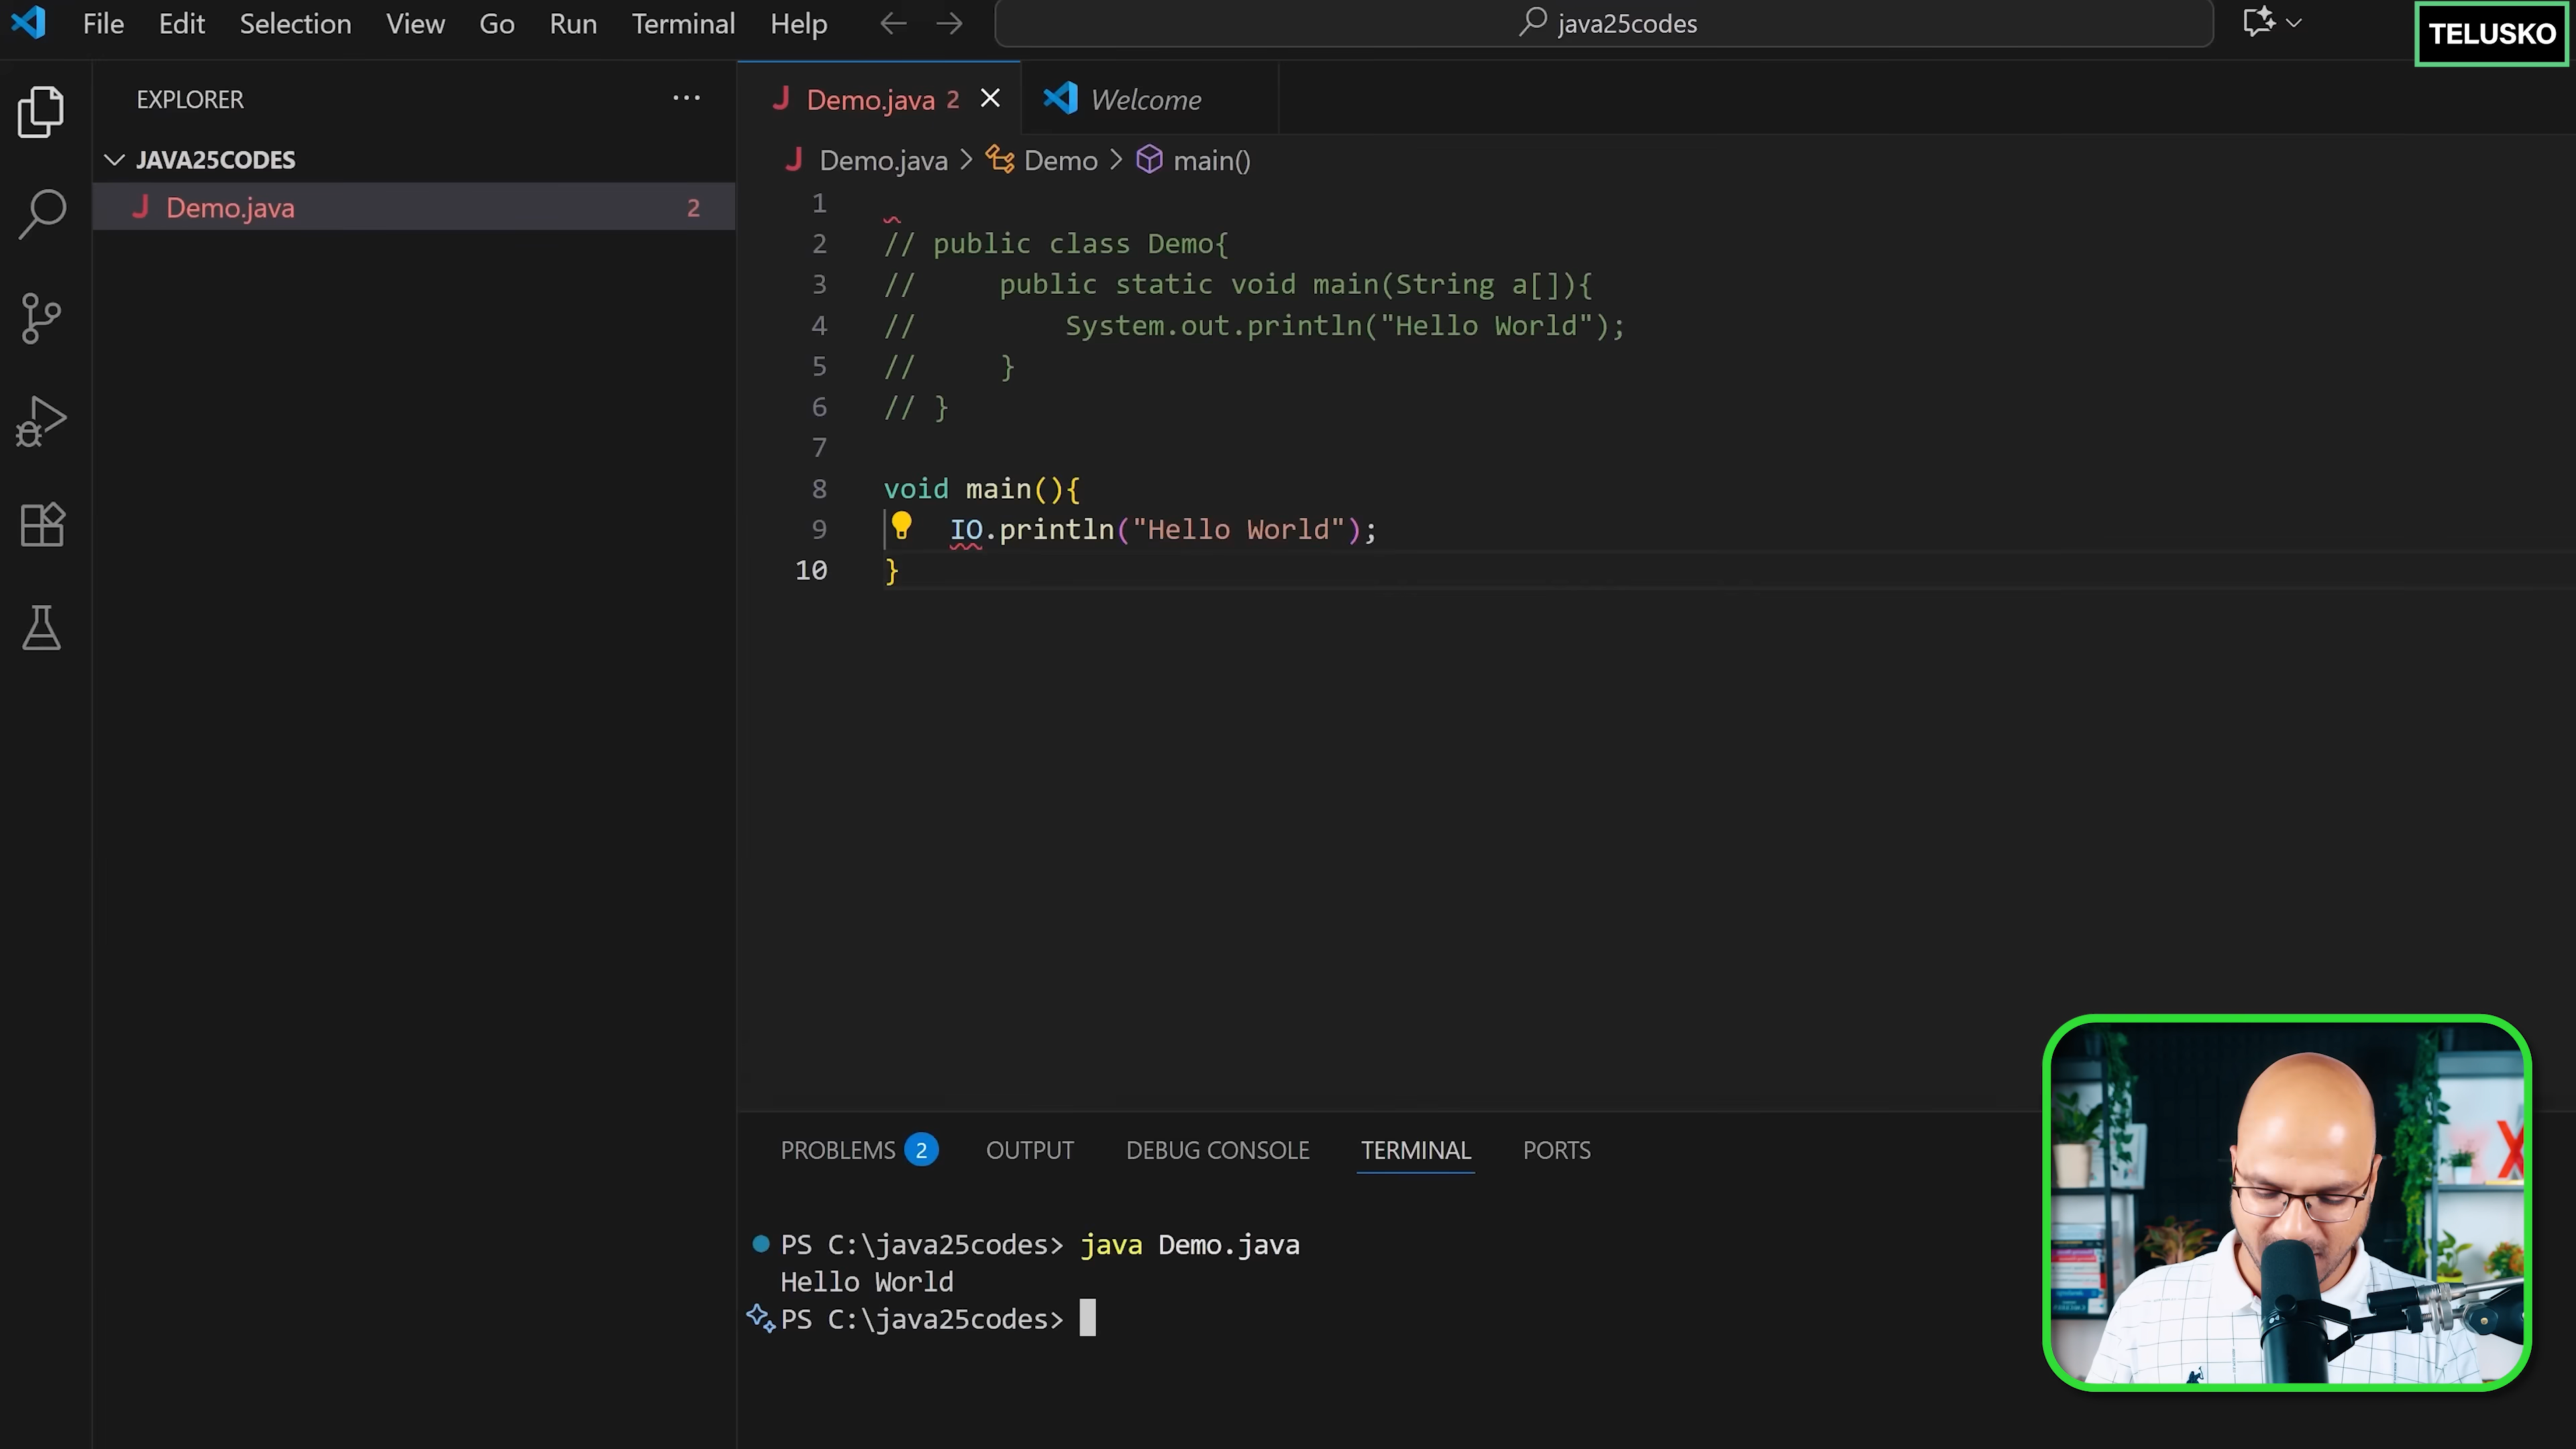 File Edit Selection View Go Run Terminal Help java25codes TELUSKO
EXPLORER
JAVA25CODES
Demo.java 2
Demo.java 2 Welcome
Demo.java > Demo > main()
1
2 // public class Demo{
3 //     public static void main(String a[]){
4 //         System.out.println("Hello World");
5 //     }
6 // }
7
8 void main(){
9     IO.println("Hello World");
10 }
PROBLEMS 2 OUTPUT DEBUG CONSOLE TERMINAL PORTS
PS C:\java25codes> java Demo.java
Hello World
PS C:\java25codes>